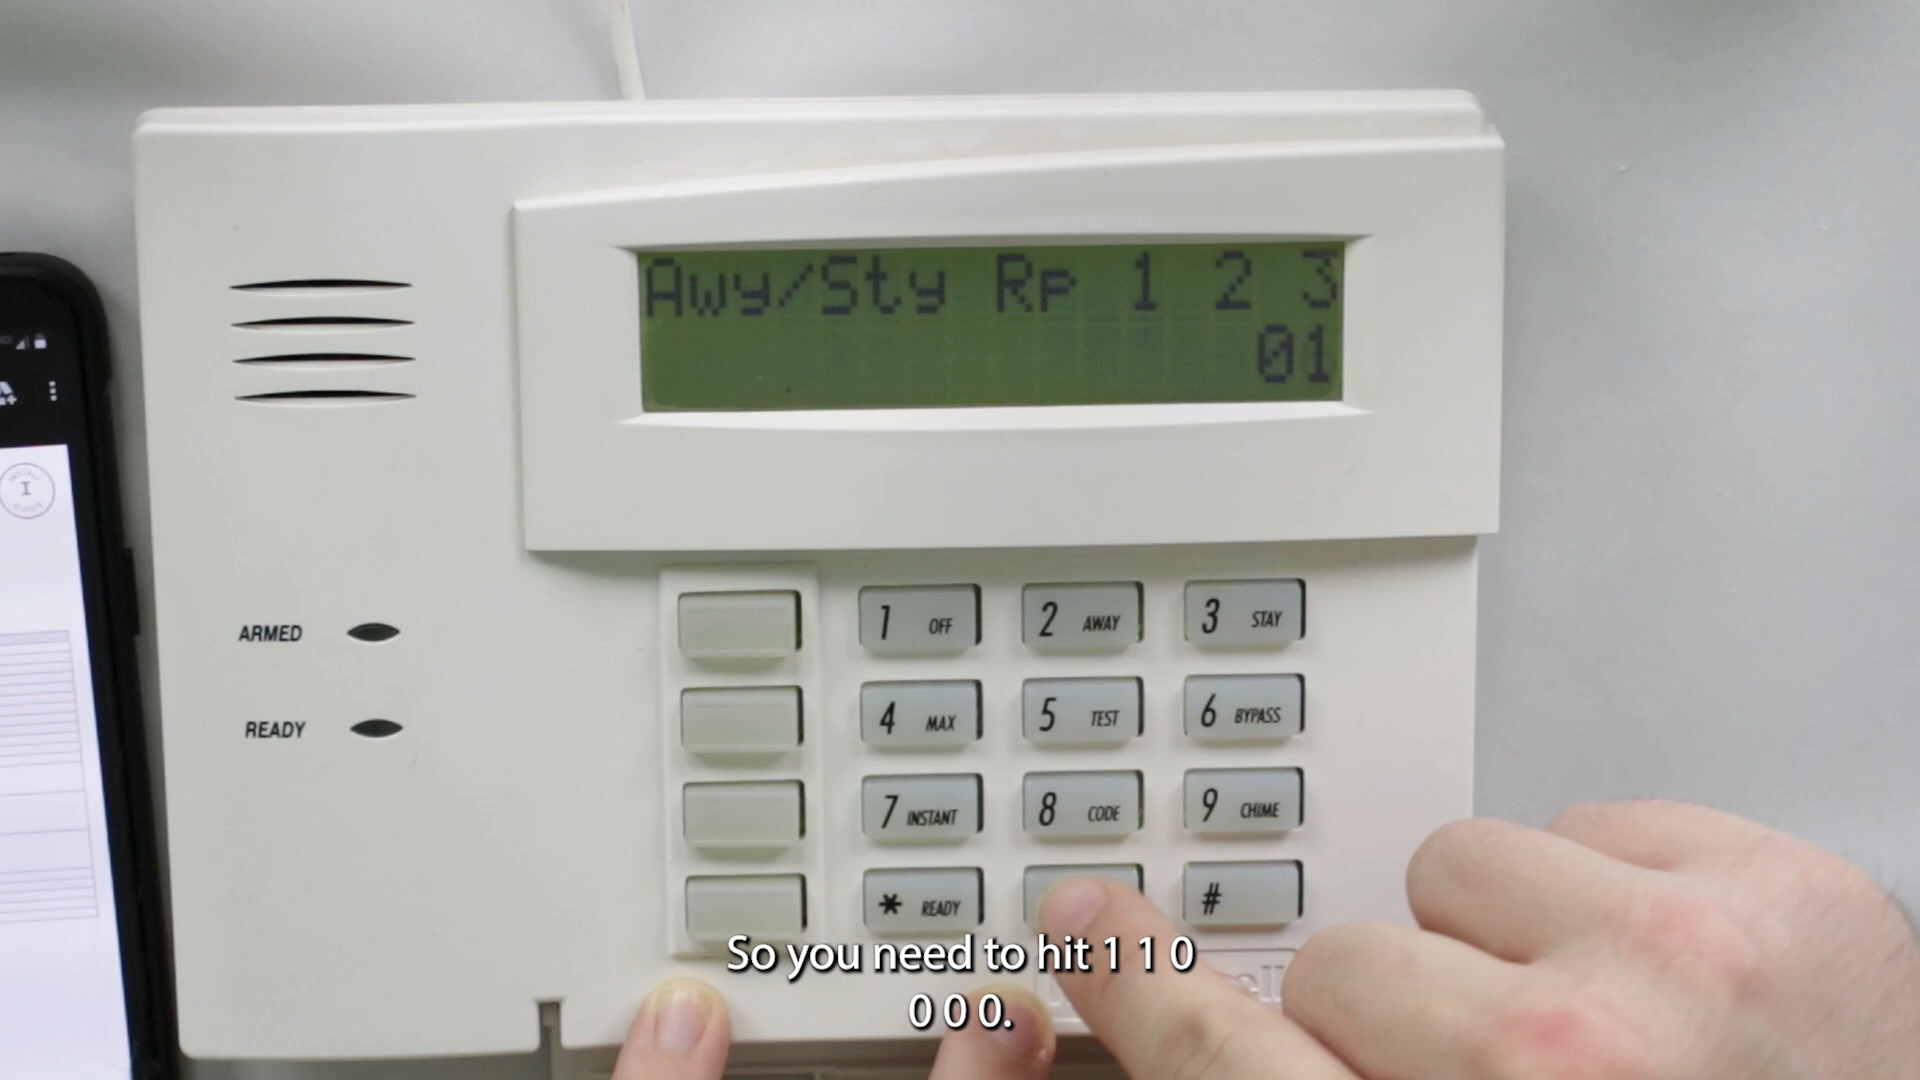 Awy/Sty Rp 1 2 3
01
ARMED
READY
1 OFF
2 AWAY
3 STAY
4 MAX
5 TEST
6 BYPASS
7 INSTANT
8 CODE
9 CHIME
* READY
#
So you need to hit 1 1 0
0 0 0.